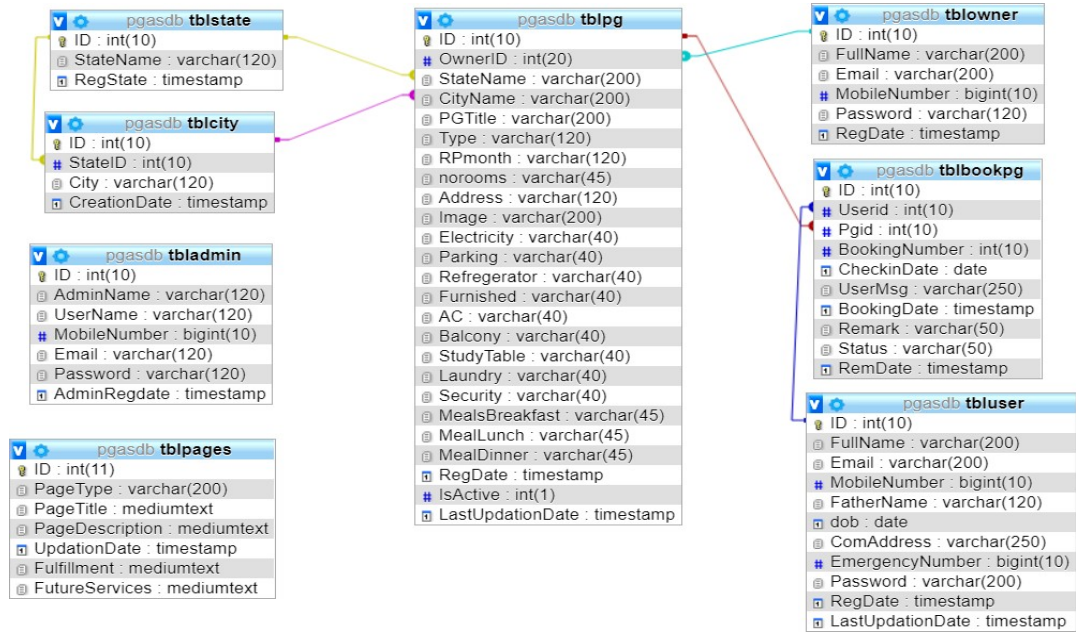 pgasdb tblstate
ID : int(10)
StateName : varchar(120)
RegState : timestamp
pgasdb tblcity
ID : int(10)
StateID : int(10)
City : varchar(120)
CreationDate : timestamp
pgasdb tbladmin
ID : int(10)
AdminName : varchar(120)
UserName : varchar(120)
MobileNumber : bigint(10)
Email : varchar(120)
Password : varchar(120)
AdminRegdate : timestamp
pgasdb tblpages
ID : int(11)
PageType : varchar(200)
PageTitle : mediumtext
PageDescription : mediumtext
UpdationDate : timestamp
Fulfillment : mediumtext
FutureServices : mediumtext
pgasdb tblpg
ID : int(10)
OwnerID : int(20)
StateName : varchar(200)
CityName : varchar(200)
PGTitle : varchar(200)
Type : varchar(120)
RPmonth : varchar(120)
norooms : varchar(45)
Address : varchar(120)
Image : varchar(200)
Electricity : varchar(40)
Parking : varchar(40)
Refregerator : varchar(40)
Furnished : varchar(40)
AC : varchar(40)
Balcony : varchar(40)
StudyTable : varchar(40)
Laundry : varchar(40)
Security : varchar(40)
MealsBreakfast : varchar(45)
MealLunch : varchar(45)
MealDinner : varchar(45)
RegDate : timestamp
IsActive : int(1)
LastUpdationDate : timestamp
pgasdb tblowner
ID : int(10)
FullName : varchar(200)
Email : varchar(200)
MobileNumber : bigint(10)
Password : varchar(120)
RegDate : timestamp
pgasdb tblbookpg
ID : int(10)
Userid : int(10)
Pgid : int(10)
BookingNumber : int(10)
CheckinDate : date
UserMsg : varchar(250)
BookingDate : timestamp
Remark : varchar(50)
Status : varchar(50)
RemDate : timestamp
pgasdb tbluser
ID : int(10)
FullName : varchar(200)
Email : varchar(200)
MobileNumber : bigint(10)
FatherName : varchar(120)
dob : date
ComAddress : varchar(250)
EmergencyNumber : bigint(10)
Password : varchar(200)
RegDate : timestamp
LastUpdationDate : timestamp